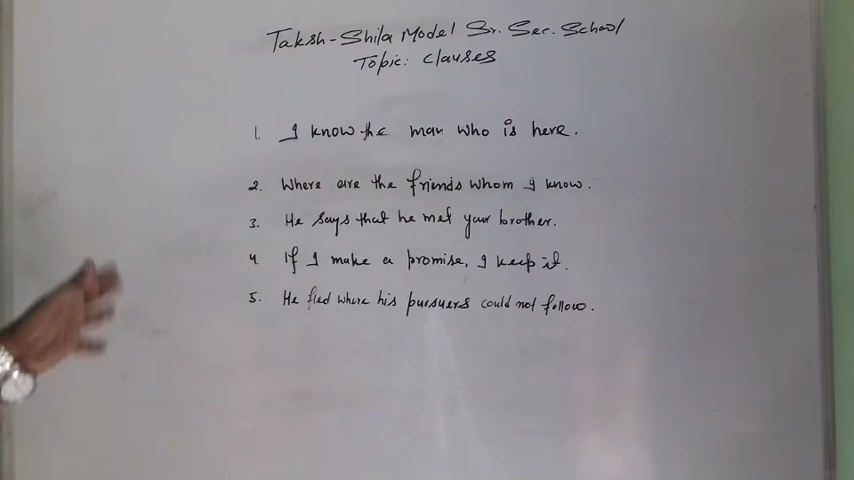 Taksh-Shila Model Sr. Sec. School
Topic: Clauses
1. I know the man who is here.
2. Where are the friends whom I know.
3. He says that he met your brother.
4. If I make a promise, I keep it.
5. He fled where his pursuers could not follow.